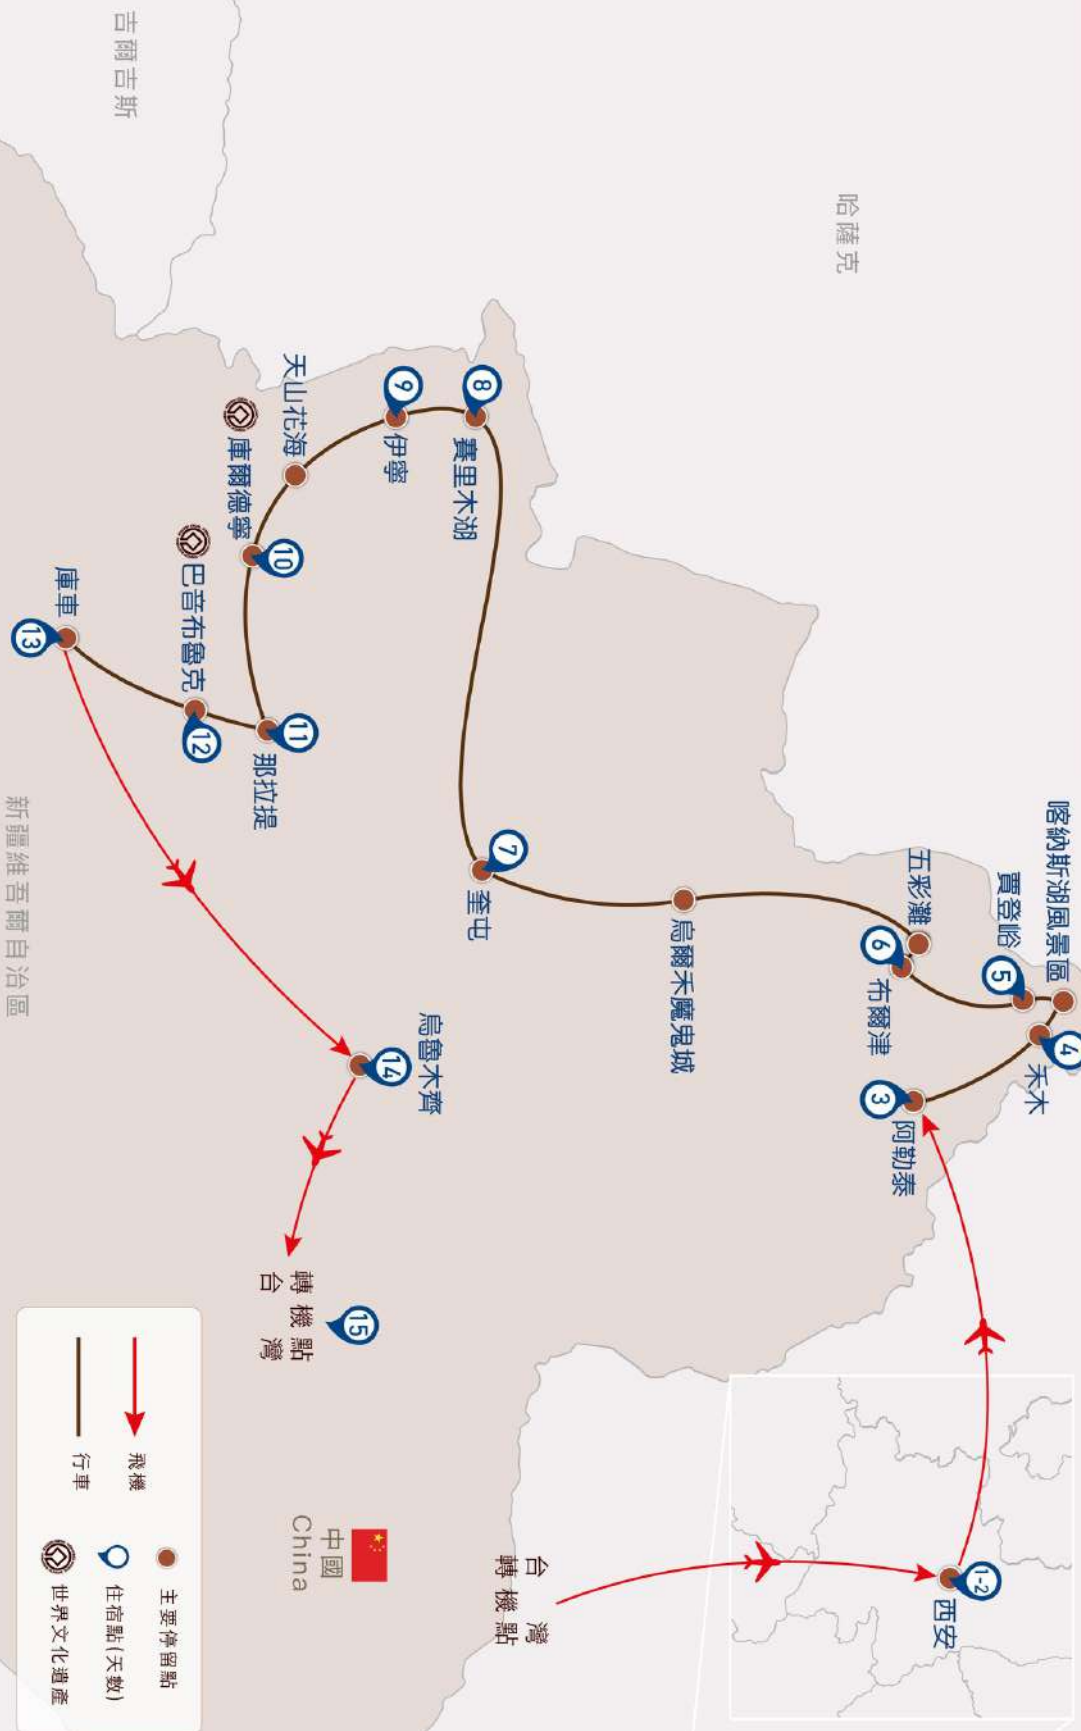 吉爾吉斯
哈薩克
喀納斯湖風景區
4
禾木
賈登峪
5
五彩灘
6
布爾津
3
阿勒泰
烏爾禾魔鬼城
7
奎屯
8
賽里木湖
9
伊寧
天山花海
庫爾德寧
10
11
那拉提
巴音布魯克
12
庫車
13
新疆維吾爾自治區
烏魯木齊
14
15
轉機點
台灣
1-2
西安
台灣
轉機點
中國
China
飛機
行車
主要停留點
住宿點(天數)
世界文化遺產